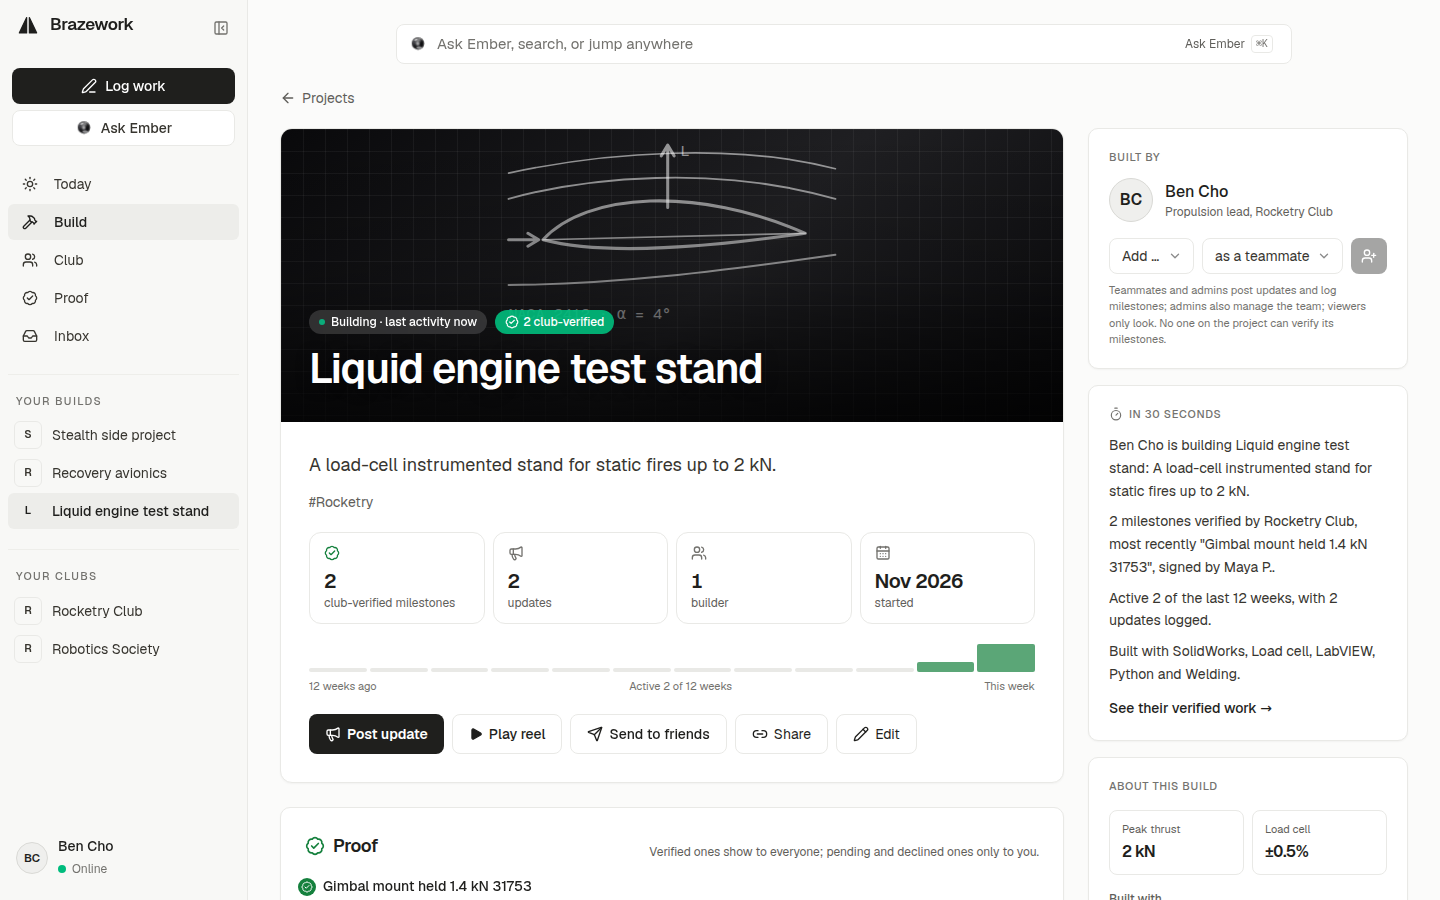 Brazework
Log work
Ask Ember
Today
Build
Club
Proof
Inbox
YOUR BUILDS
S Stealth side project
R Recovery avionics
L Liquid engine test stand
YOUR CLUBS
R Rocketry Club
R Robotics Society
BC Ben Cho
Online
Ask Ember, search, or jump anywhere
Ask Ember ⌘K
← Projects
L
α = 4°
Building · last activity now
2 club-verified
Liquid engine test stand
A load-cell instrumented stand for static fires up to 2 kN.
#Rocketry
2
club-verified milestones
2
updates
1
builder
Nov 2026
started
12 weeks ago
Active 2 of 12 weeks
This week
Post update
Play reel
Send to friends
Share
Edit
Proof
Verified ones show to everyone; pending and declined ones only to you.
Gimbal mount held 1.4 kN 31753
BUILT BY
BC
Ben Cho
Propulsion lead, Rocketry Club
Add ...
as a teammate
Teammates and admins post updates and log
milestones; admins also manage the team; viewers
only look. No one on the project can verify its
milestones.
IN 30 SECONDS
Ben Cho is building Liquid engine test
stand: A load-cell instrumented stand for
static fires up to 2 kN.
2 milestones verified by Rocketry Club,
most recently "Gimbal mount held 1.4 kN
31753", signed by Maya P..
Active 2 of the last 12 weeks, with 2
updates logged.
Built with SolidWorks, Load cell, LabVIEW,
Python and Welding.
See their verified work →
ABOUT THIS BUILD
Peak thrust
2 kN
Load cell
±0.5%
Built with